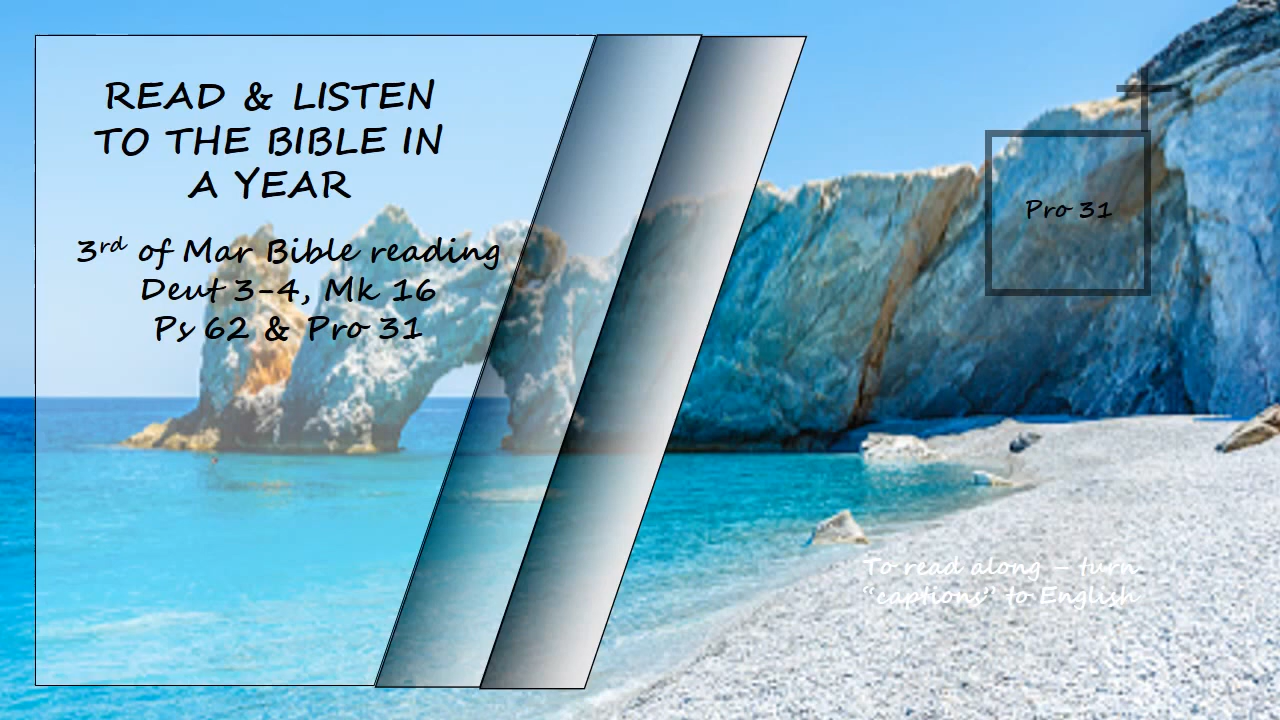 READ & LISTEN
TO THE BIBLE IN
A YEAR
3rd of Mar Bible reading
Deut 3-4, Mk 16
Ps 62 & Pro 31
Pro 31
To read along – turn
“captions” to English